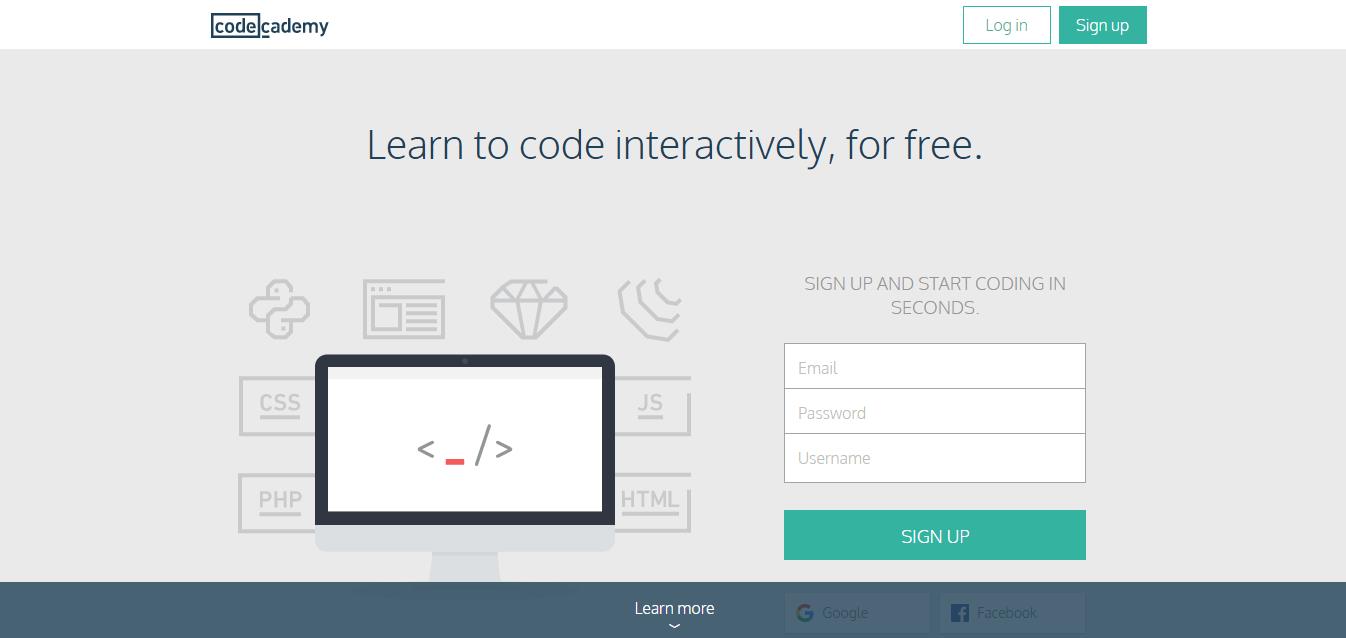 codecademy
Log in
Sign up
Learn to code interactively, for free.
SIGN UP AND START CODING IN
SECONDS.
Email
Password
Username
CSS
JS
< _ />
PHP
HTML
SIGN UP
Learn more
Google
Facebook